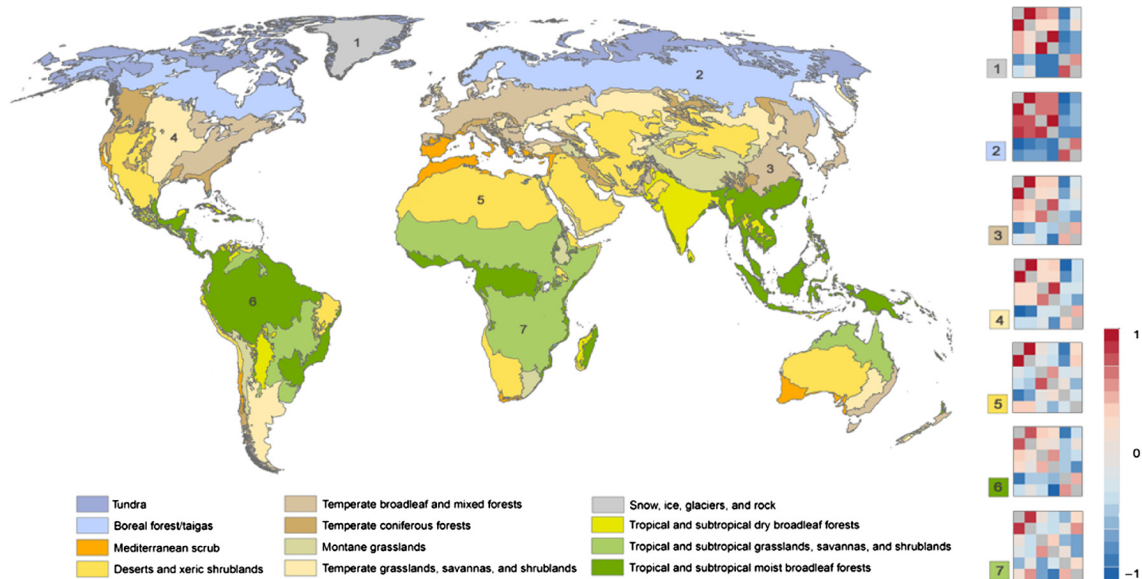 1
2
3
4
5
6
7
1
2
3
4
5
6
7
1
0
−1
Tundra
Boreal forest/taigas
Mediterranean scrub
Deserts and xeric shrublands
Temperate broadleaf and mixed forests
Temperate coniferous forests
Montane grasslands
Temperate grasslands, savannas, and shrublands
Snow, ice, glaciers, and rock
Tropical and subtropical dry broadleaf forests
Tropical and subtropical grasslands, savannas, and shrublands
Tropical and subtropical moist broadleaf forests